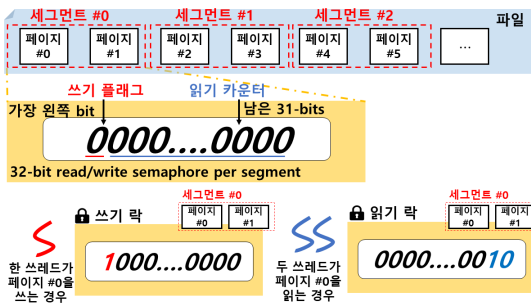 세그먼트 #0 세그먼트 #1 세그먼트 #2 파일
페이지 #0
페이지 #1
페이지 #2
페이지 #3
페이지 #4
페이지 #5
...
쓰기 플래그 읽기 카운터
가장 왼쪽 bit 남은 31-bits
0000....0000
32-bit read/write semaphore per segment
세그먼트 #0
쓰기 락
페이지 #0
페이지 #1
1000....0000
한 쓰레드가
페이지 #0을
쓰는 경우
세그먼트 #0
읽기 락
페이지 #0
페이지 #1
0000....0010
두 쓰레드가
페이지 #0을
읽는 경우